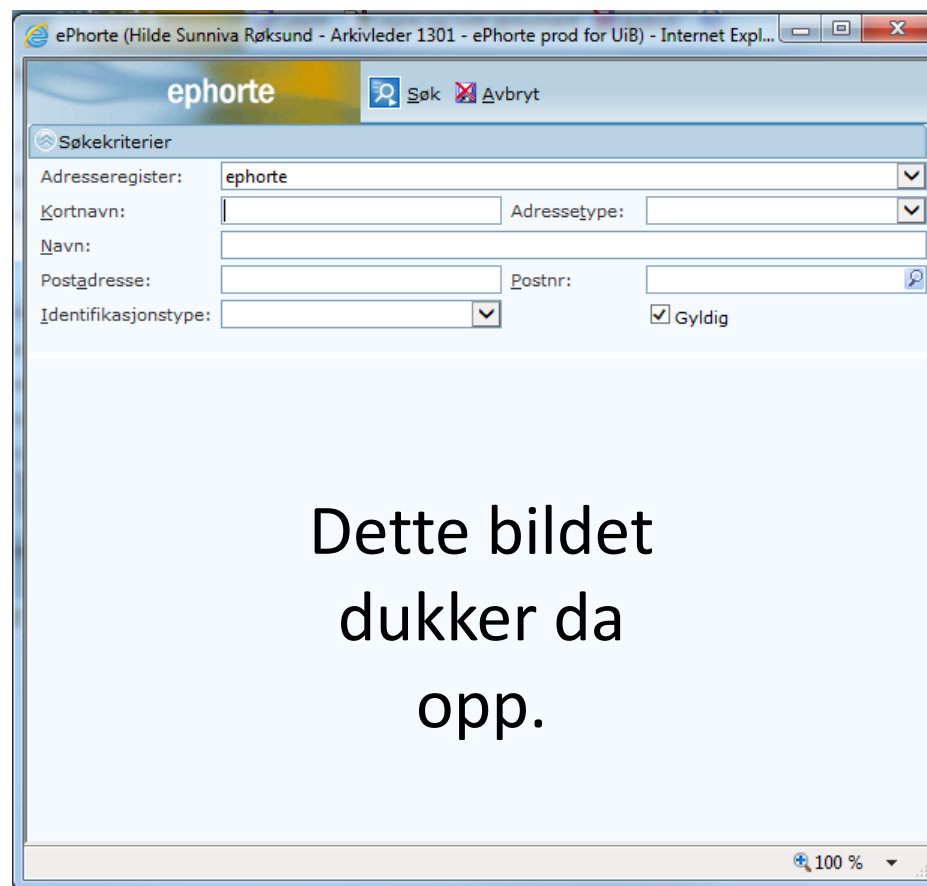 ePhorte (Hilde Sunniva Røksund - Arkivleder 1301 - ePhorte prod for UiB) - Internet Expl...
ephorte Søk Avbryt
Søkekriterier
Adresseregister: ephorte
Kortnavn: Adressetype:
Navn:
Postadresse: Postnr:
Identifikasjonstype: Gyldig
Dette bildet
dukker da
opp.
100 %